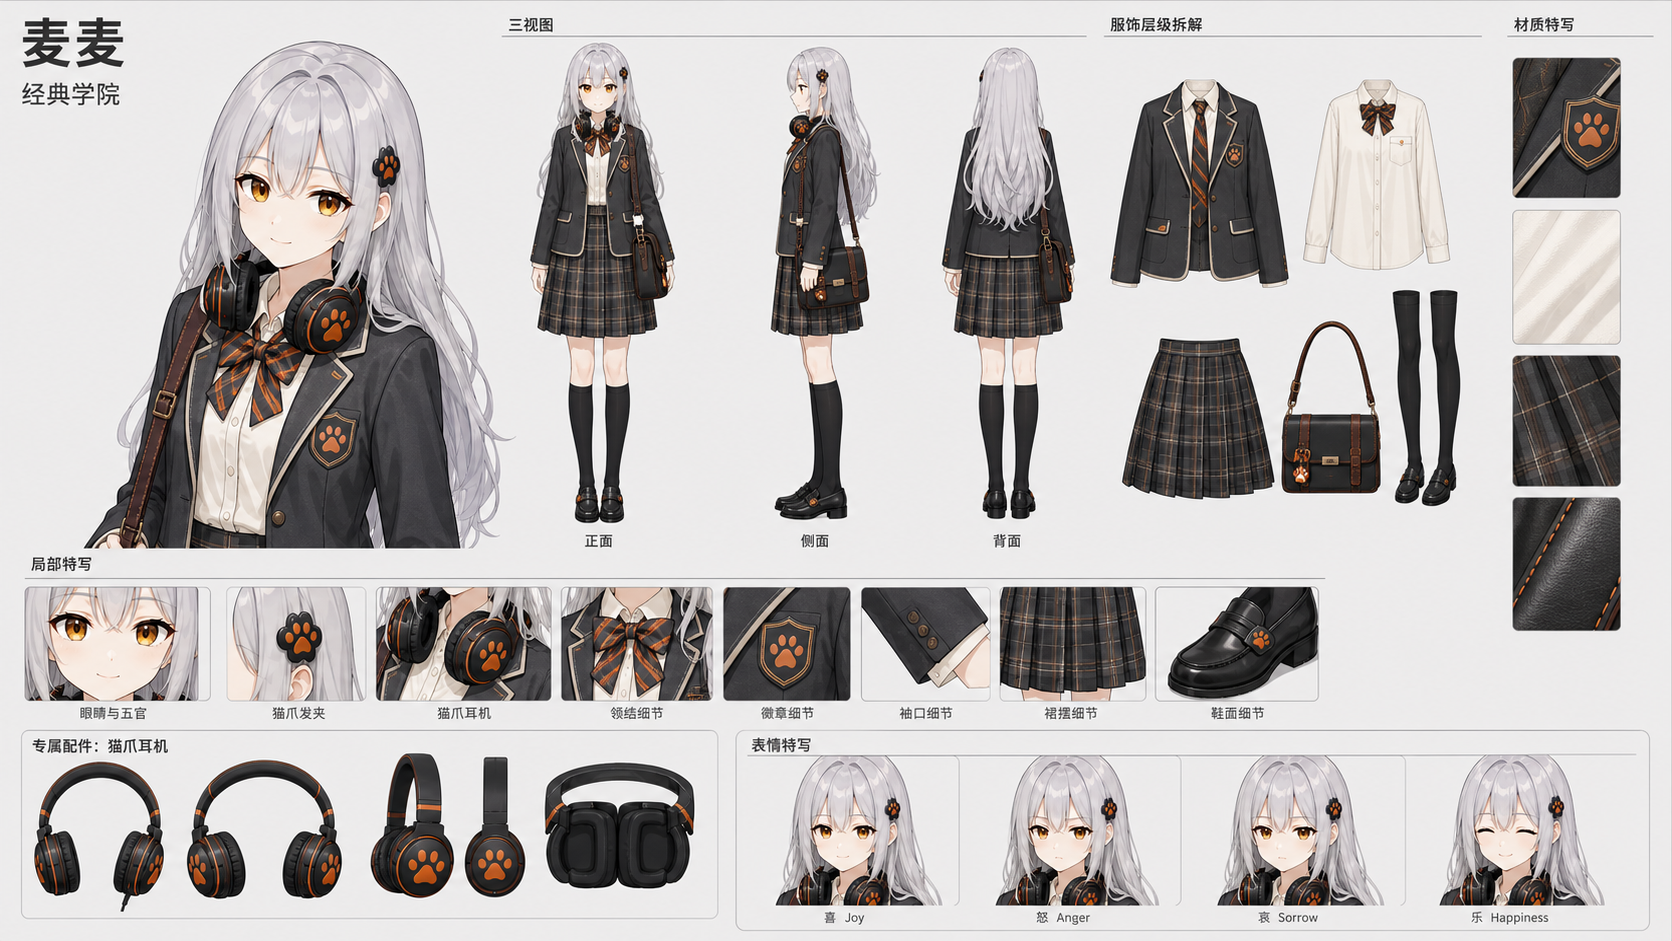 麦麦
经典学院
三视图
正面
侧面
背面
服饰层级拆解
材质特写
局部特写
眼睛与五官
猫爪发夹
猫爪耳机
领结细节
徽章细节
袖口细节
裙摆细节
鞋面细节
专属配件：猫爪耳机
表情特写
喜 Joy
怒 Anger
哀 Sorrow
乐 Happiness